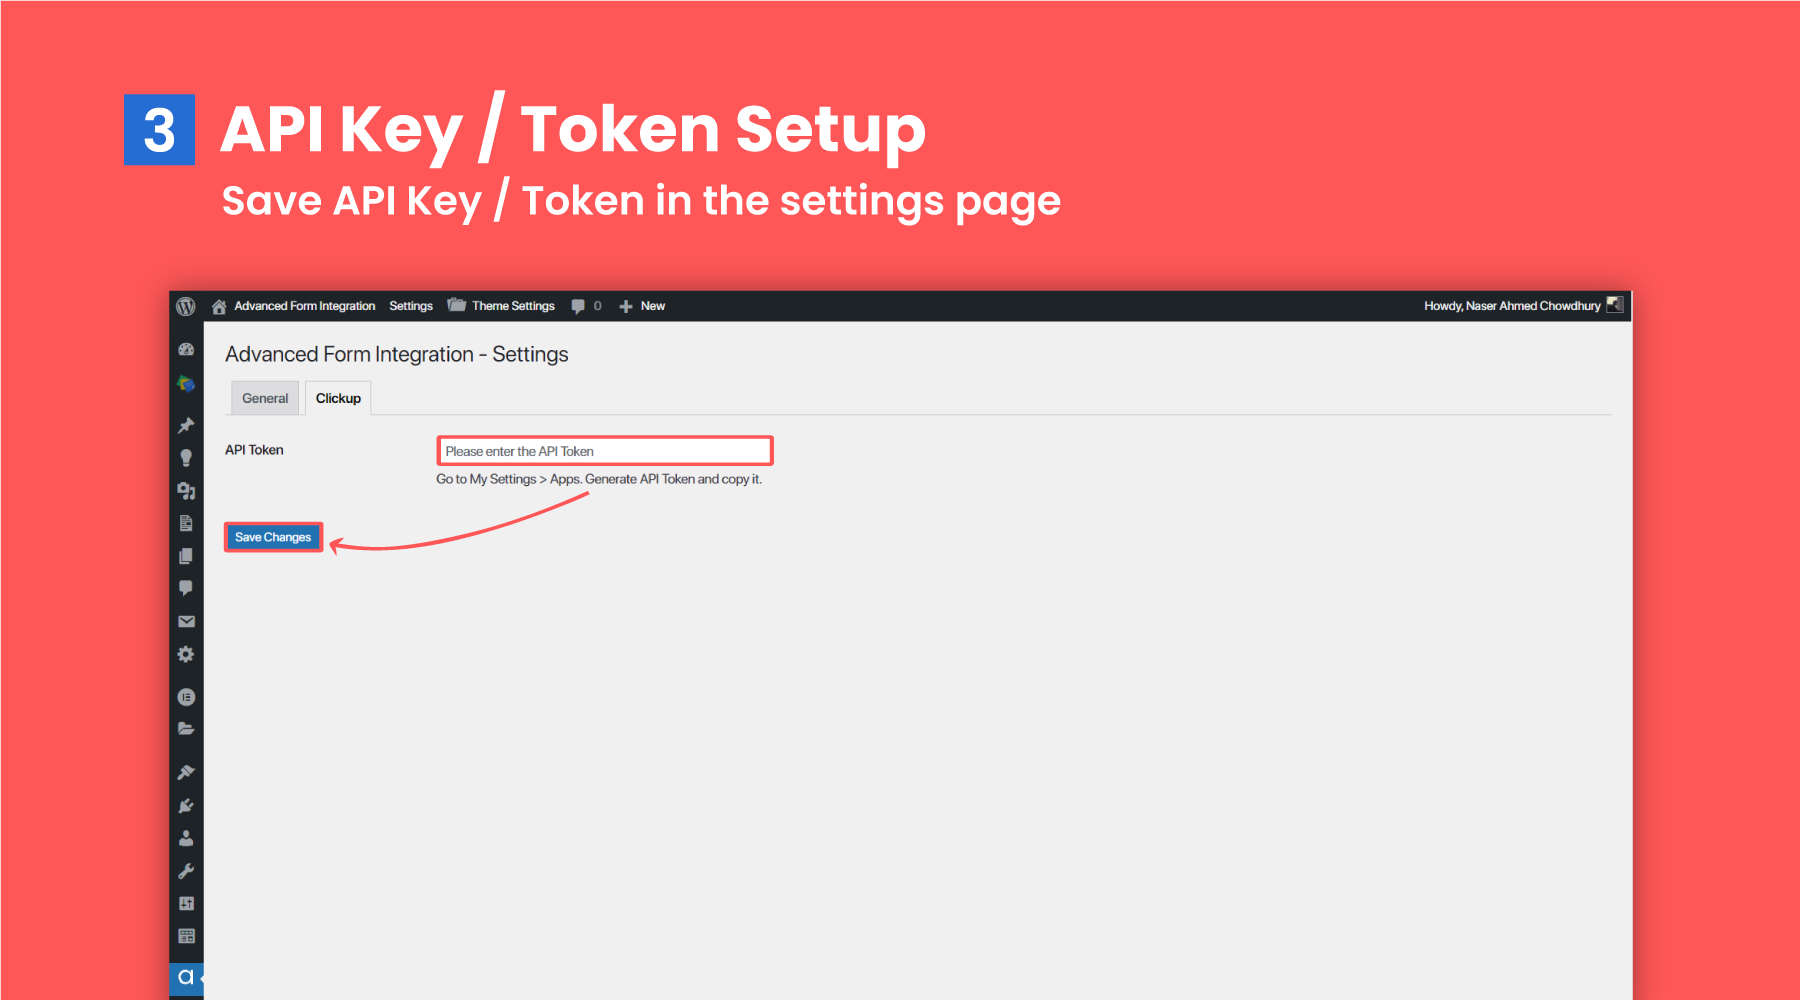 3 API Key / Token Setup
Save API Key / Token in the settings page
Advanced Form Integration Settings Theme Settings 0 New Howdy, Naser Ahmed Chowdhury
Advanced Form Integration - Settings
General Clickup
API Token Please enter the API Token
Go to My Settings > Apps. Generate API Token and copy it.
Save Changes